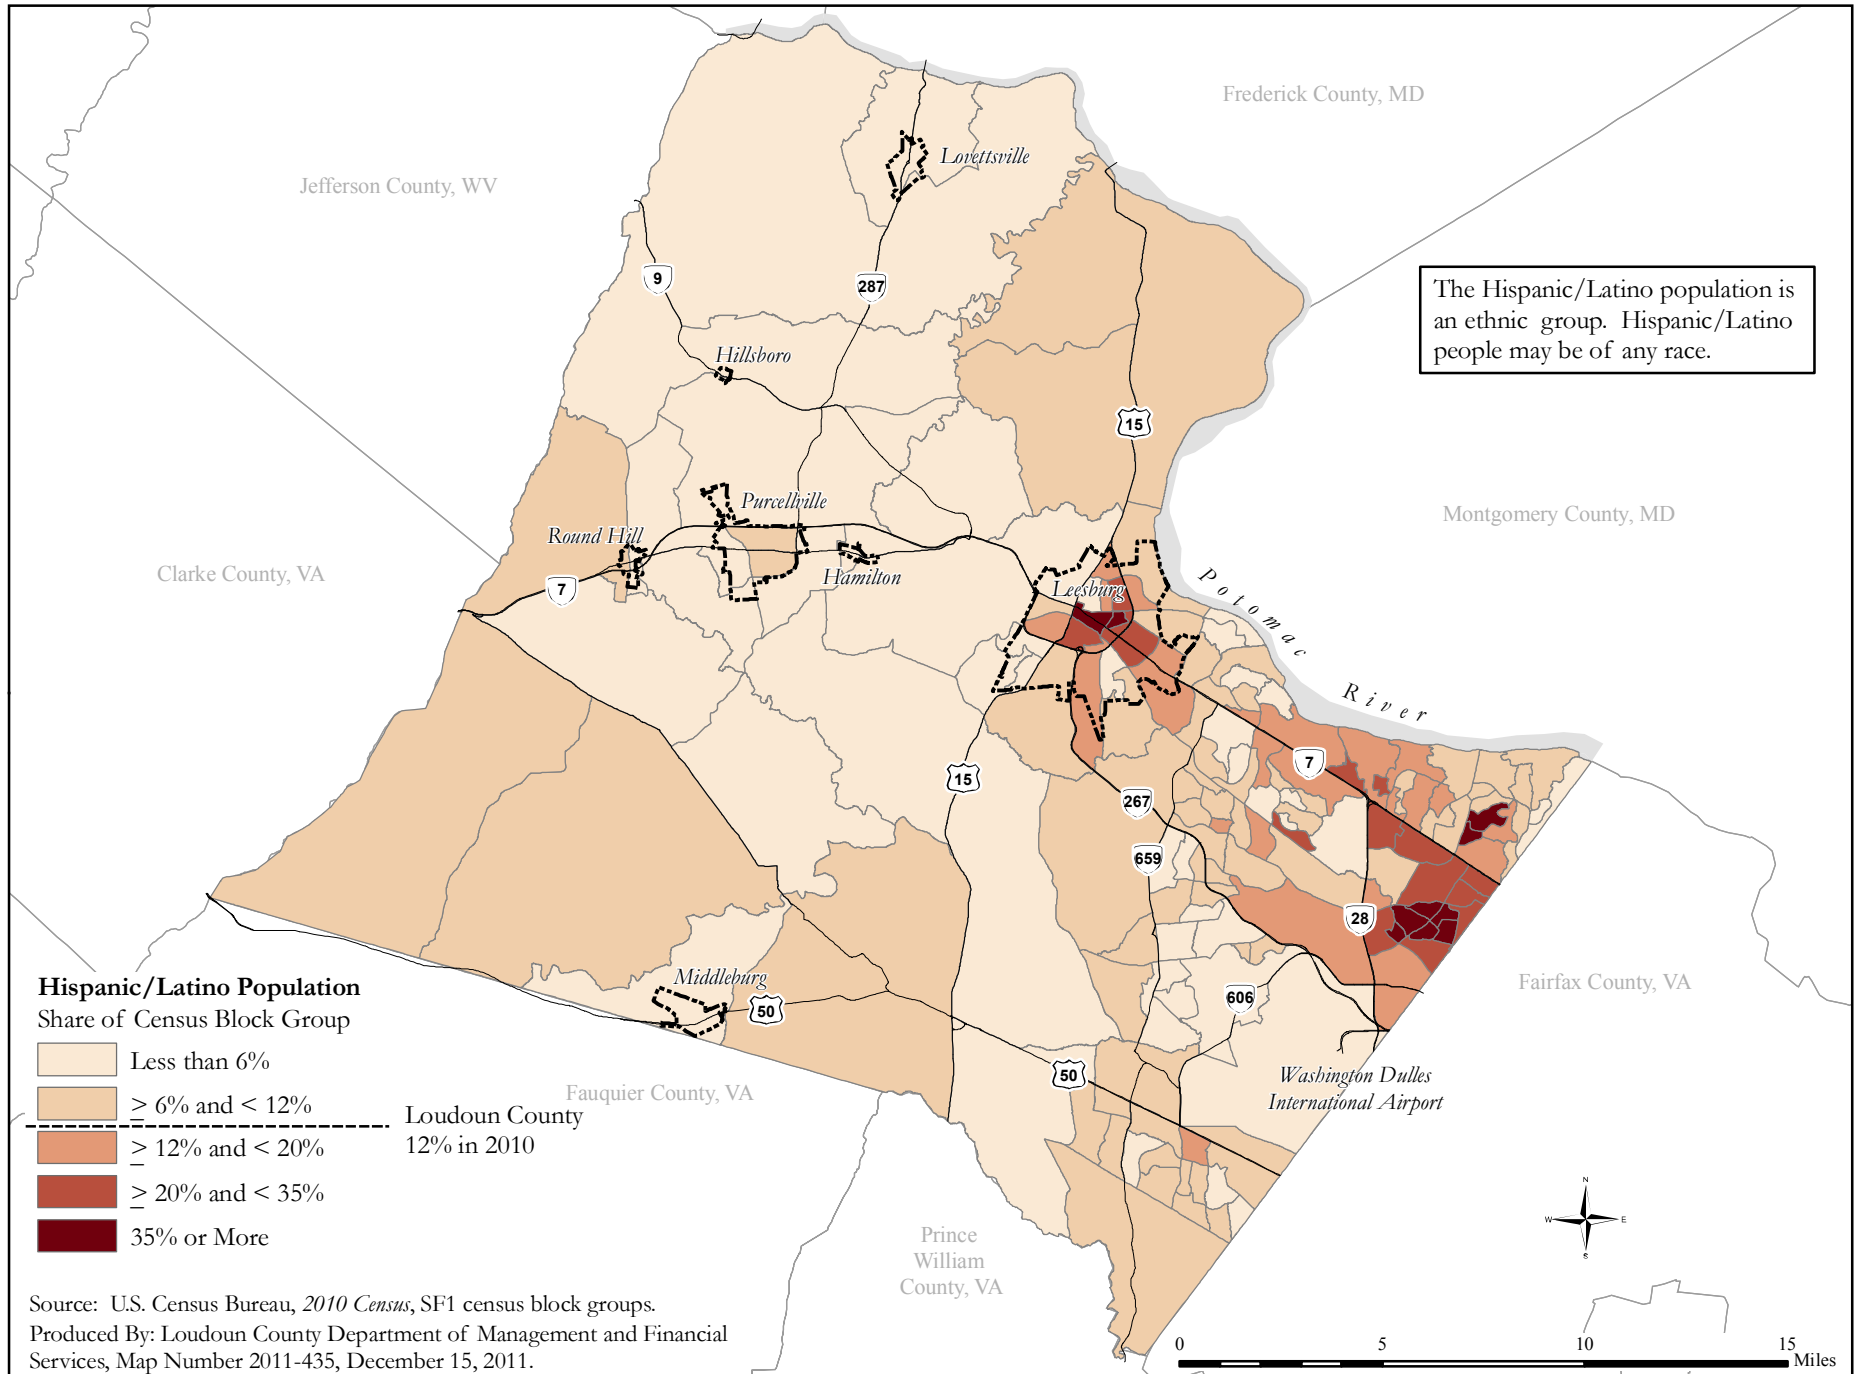 Frederick County, MD
Lovettsville
Jefferson County, WV
9
287
The Hispanic/Latino population is
an ethnic group. Hispanic/Latino
people may be of any race.
Hillsboro
15
Purcellville
Montgomery County, MD
Round Hill
Clarke County, VA
Hamilton
7
Leesburg
Potomac River
7
15
267
659
28
Middleburg
Fairfax County, VA
50
606
Hispanic/Latino Population
Share of Census Block Group
Less than 6%
≥ 6% and < 12%
≥ 12% and < 20%
≥ 20% and < 35%
35% or More
Loudoun County
12% in 2010
50
Washington Dulles
International Airport
Fauquier County, VA
Prince
William
County, VA
N
W
E
S
Source: U.S. Census Bureau, 2010 Census, SF1 census block groups.
Produced By: Loudoun County Department of Management and Financial
Services, Map Number 2011-435, December 15, 2011.
0 5 10 15
Miles